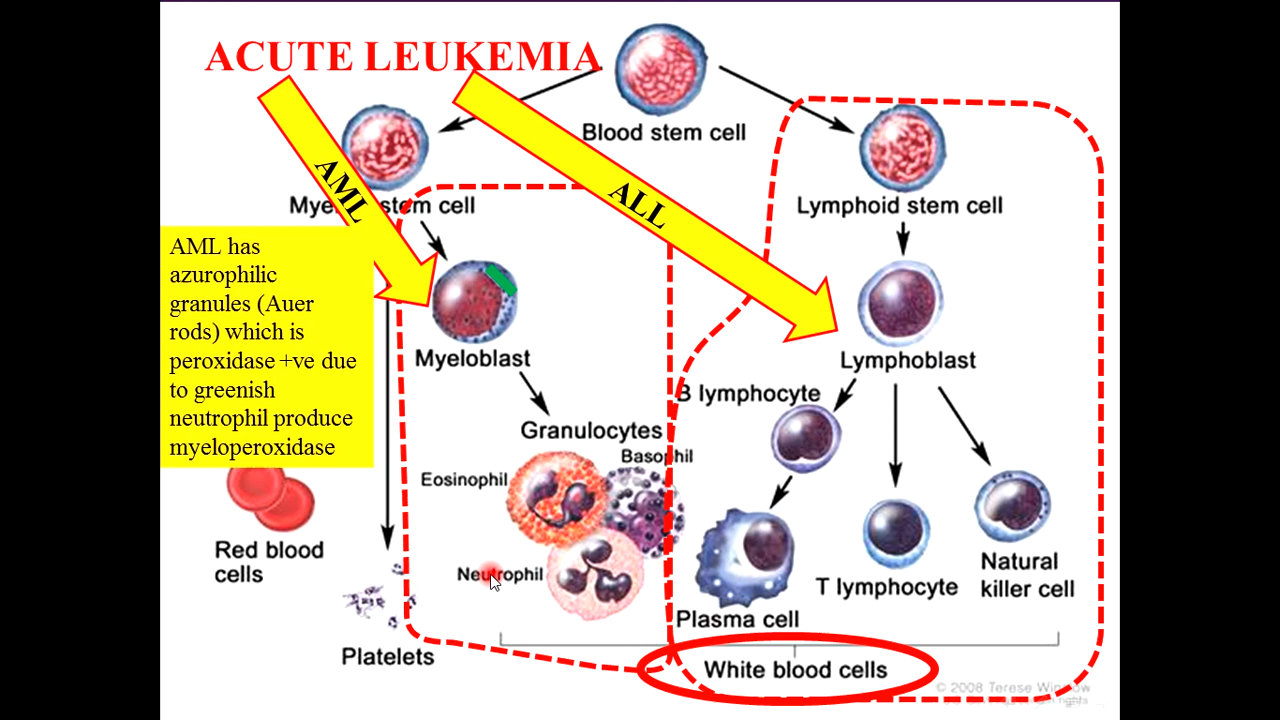 ACUTE LEUKEMIA
Blood stem cell
AML
ALL
stem cell
Lymphoid stem cell
AML has
azurophilic
granules (Auer
rods) which is
peroxidase +ve due
to greenish
neutrophil produce
myeloperoxidase
Myeloblast
Lymphoblast
B lymphocyte
Granulocytes
Basophil
Eosinophil
Neutrophil
Red blood
cells
Natural
killer cell
T lymphocyte
Plasma cell
Platelets
White blood cells
© 2008 Terese Winslow